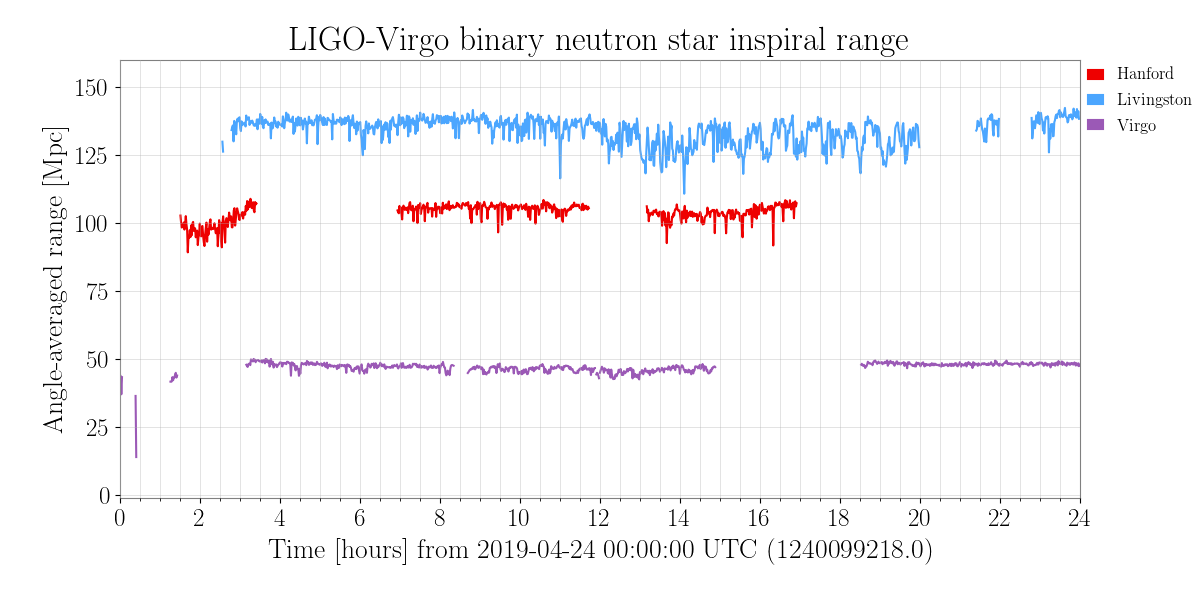 LIGO-Virgo binary neutron star inspiral range
Angle-averaged range [Mpc]
150
125
100
75
50
25
0
0 2 4 6 8 10 12 14 16 18 20 22 24
Time [hours] from 2019-04-24 00:00:00 UTC (1240099218.0)
Hanford
Livingston
Virgo